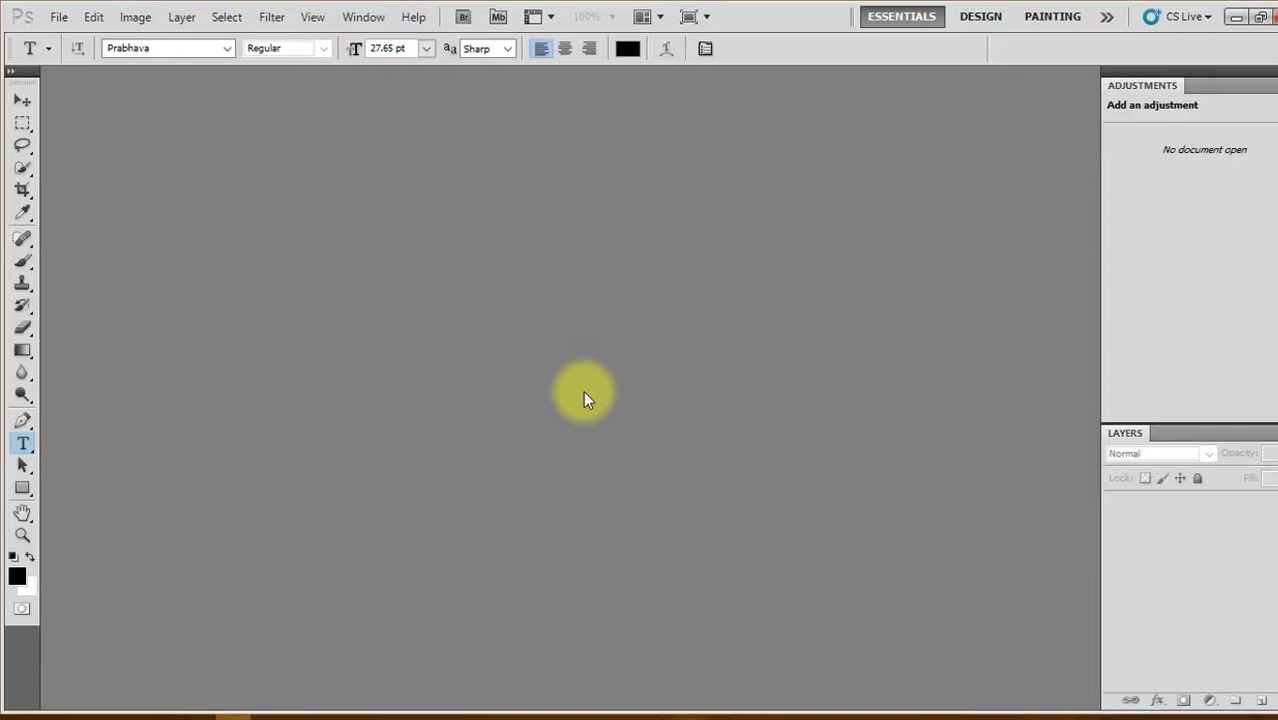 Ps File Edit Image Layer Select Filter View Window Help Br Mb 100% ESSENTIALS DESIGN PAINTING CS Live
T T Prabhava Regular T 27.65 pt aa Sharp
ADJUSTMENTS
Add an adjustment
No document open
T
LAYERS
Normal Opacity:
Lock: Fill:
fx